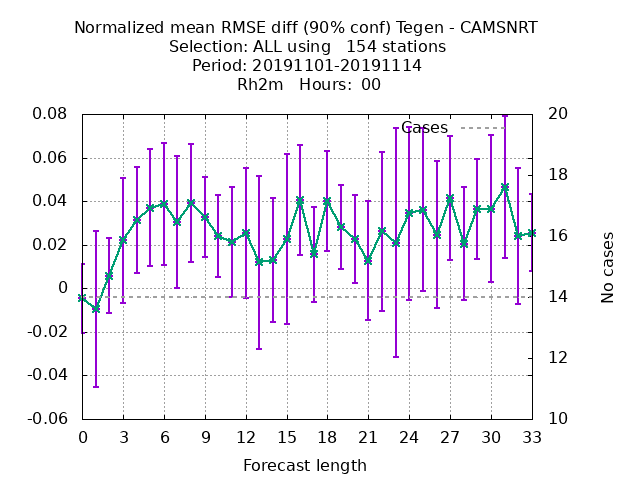 Normalized mean RMSE diff (90% conf) Tegen - CAMSNRT
Selection: ALL using   154 stations
Period: 20191101-20191114
Rh2m   Hours:  00
Cases
0.08
0.06
0.04
0.02
0
-0.02
-0.04
-0.06
20
18
16
14
12
10
No cases
0 3 6 9 12 15 18 21 24 27 30 33
Forecast length